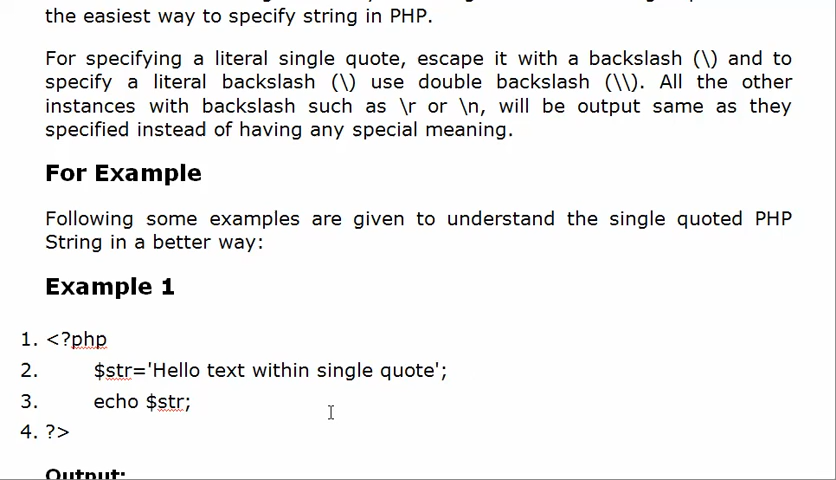 the easiest way to specify string in PHP.
For specifying a literal single quote, escape it with a backslash (\) and to
specify a literal backslash (\) use double backslash (\\). All the other
instances with backslash such as \r or \n, will be output same as they
specified instead of having any special meaning.
For Example
Following some examples are given to understand the single quoted PHP
String in a better way:
Example 1
1. <?php
2. $str='Hello text within single quote';
3. echo $str;
4. ?>
Output: